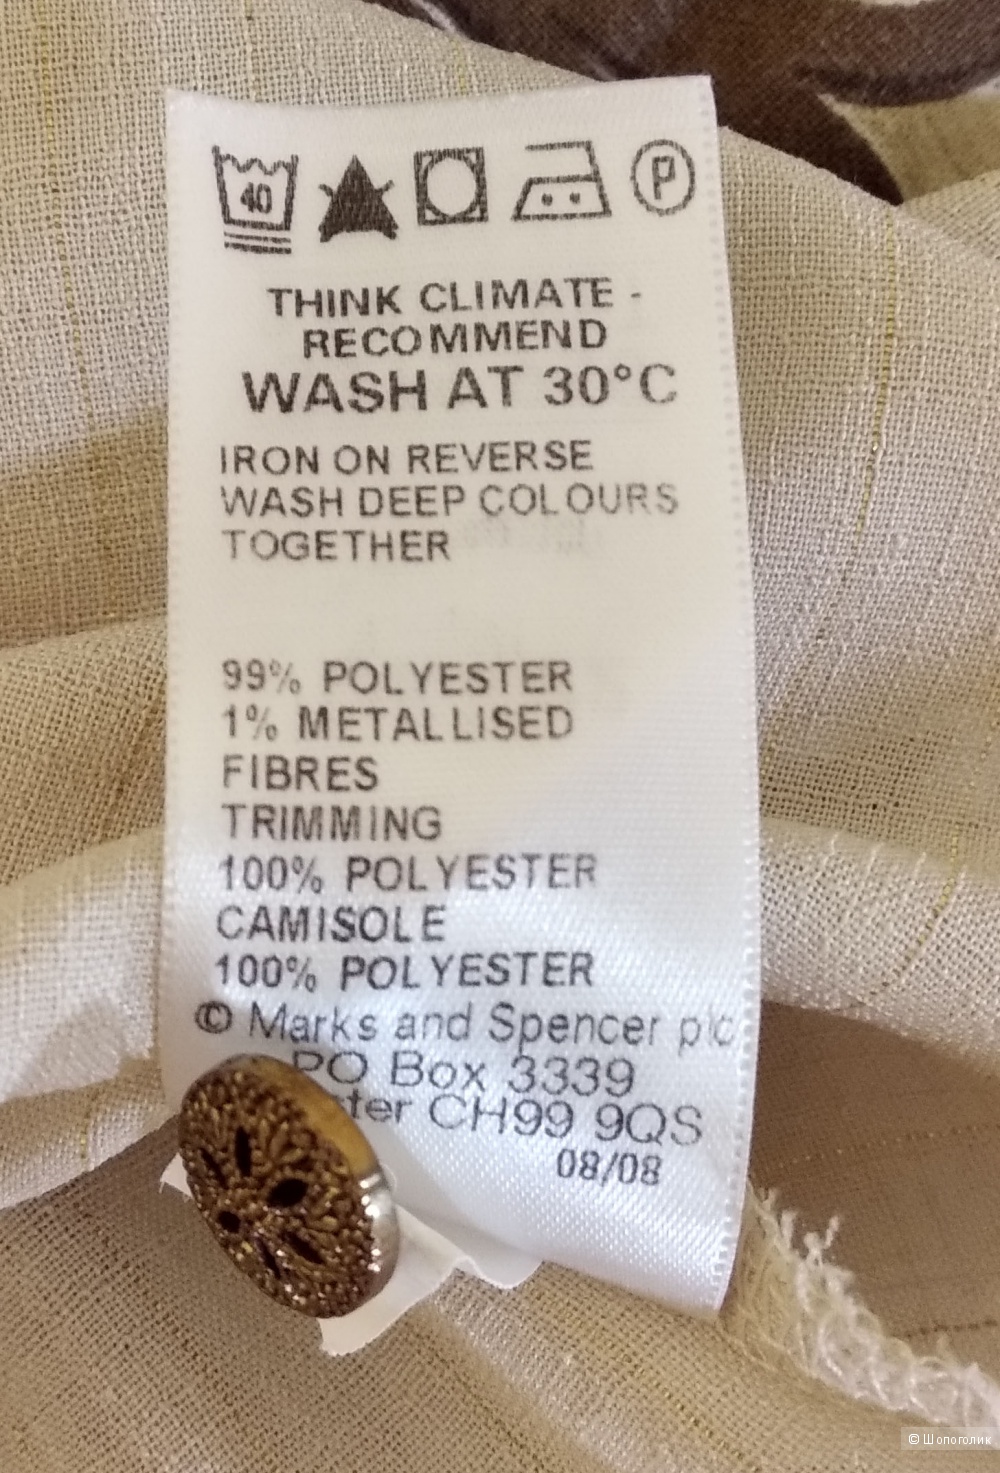 40
P
THINK CLIMATE -
RECOMMEND
WASH AT 30°C
IRON ON REVERSE
WASH DEEP COLOURS
TOGETHER
99% POLYESTER
1% METALLISED
FIBRES
TRIMMING
100% POLYESTER
CAMISOLE
100% POLYESTER
© Marks and Spencer plc
PO Box 3339
CH99 9QS
08/08
© Шопоголик